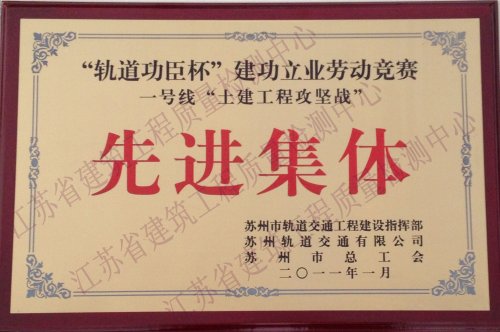 “轨道功臣杯”建功立业劳动竞赛
一号线“土建工程攻坚战”
先进集体
苏州市轨道交通工程建设指挥部
苏州轨道交通有限公司
苏州市总工会
二〇一一年一月
江苏省建筑工程质量检测中心
江苏省建筑工程质量检测中心